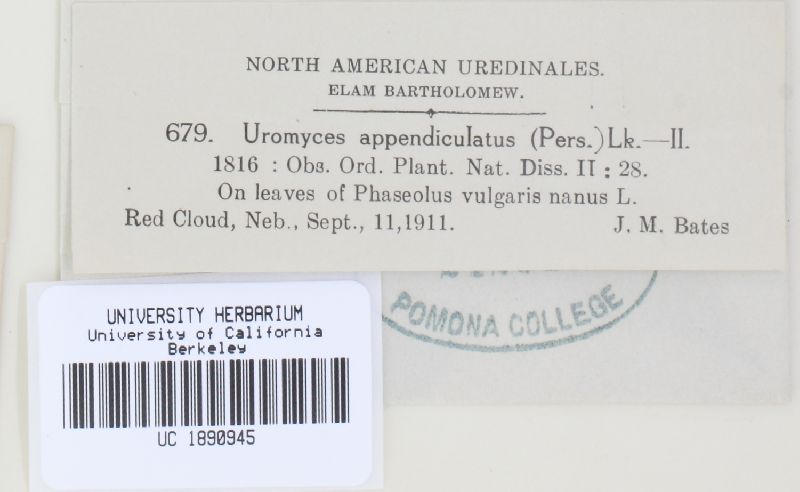 NORTH AMERICAN UREDINALES.
ELAM BARTHOLOMEW.
679. Uromyces appendiculatus (Pers.) Lk.—II.
1816 : Obs. Ord. Plant. Nat. Diss. II : 28.
On leaves of Phaseolus vulgaris nanus L.
Red Cloud, Neb., Sept., 11,1911. J. M. Bates
POMONA COLLEGE
UNIVERSITY HERBARIUM
University of California
Berkeley
UC 1890945